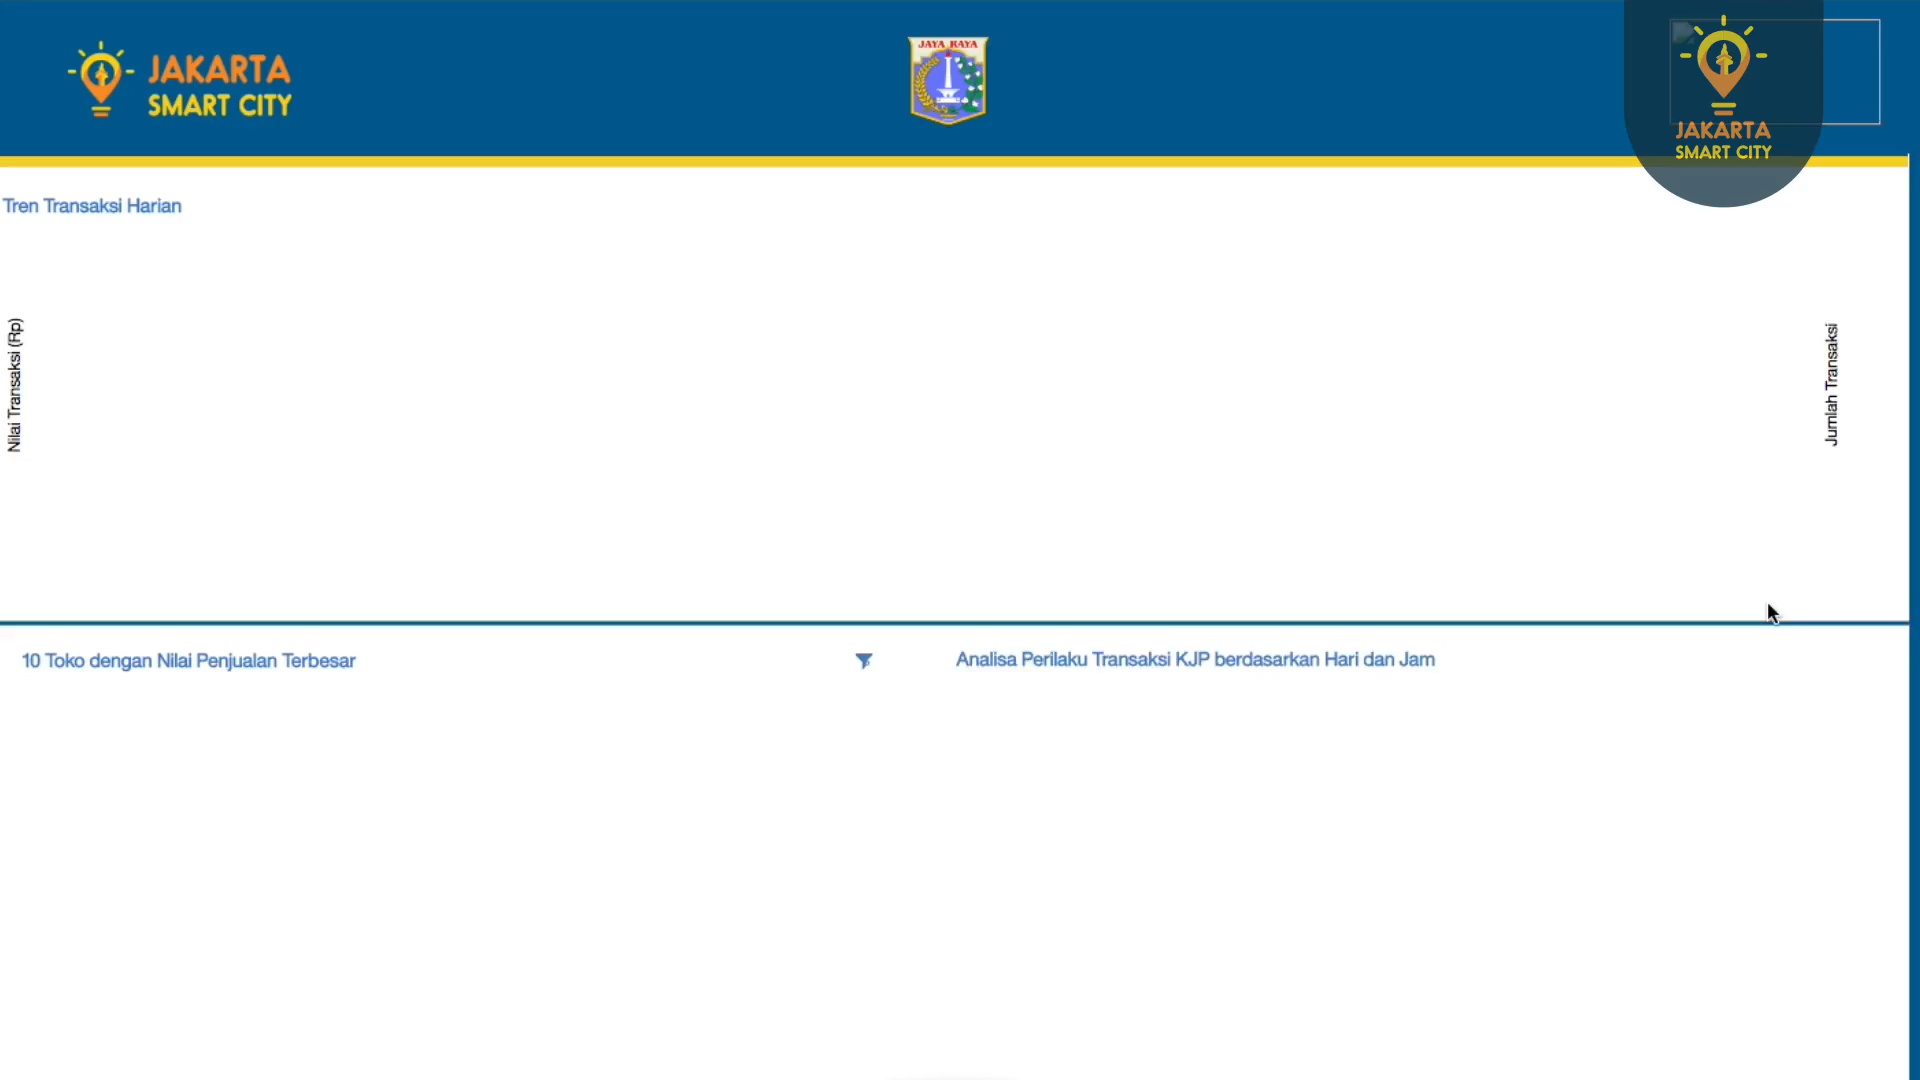 JAKARTA
SMART CITY
JAYA RAYA
JAKARTA
SMART CITY
Tren Transaksi Harian
Nilai Transaksi (Rp)
Jumlah Transaksi
10 Toko dengan Nilai Penjualan Terbesar
Analisa Perilaku Transaksi KJP berdasarkan Hari dan Jam